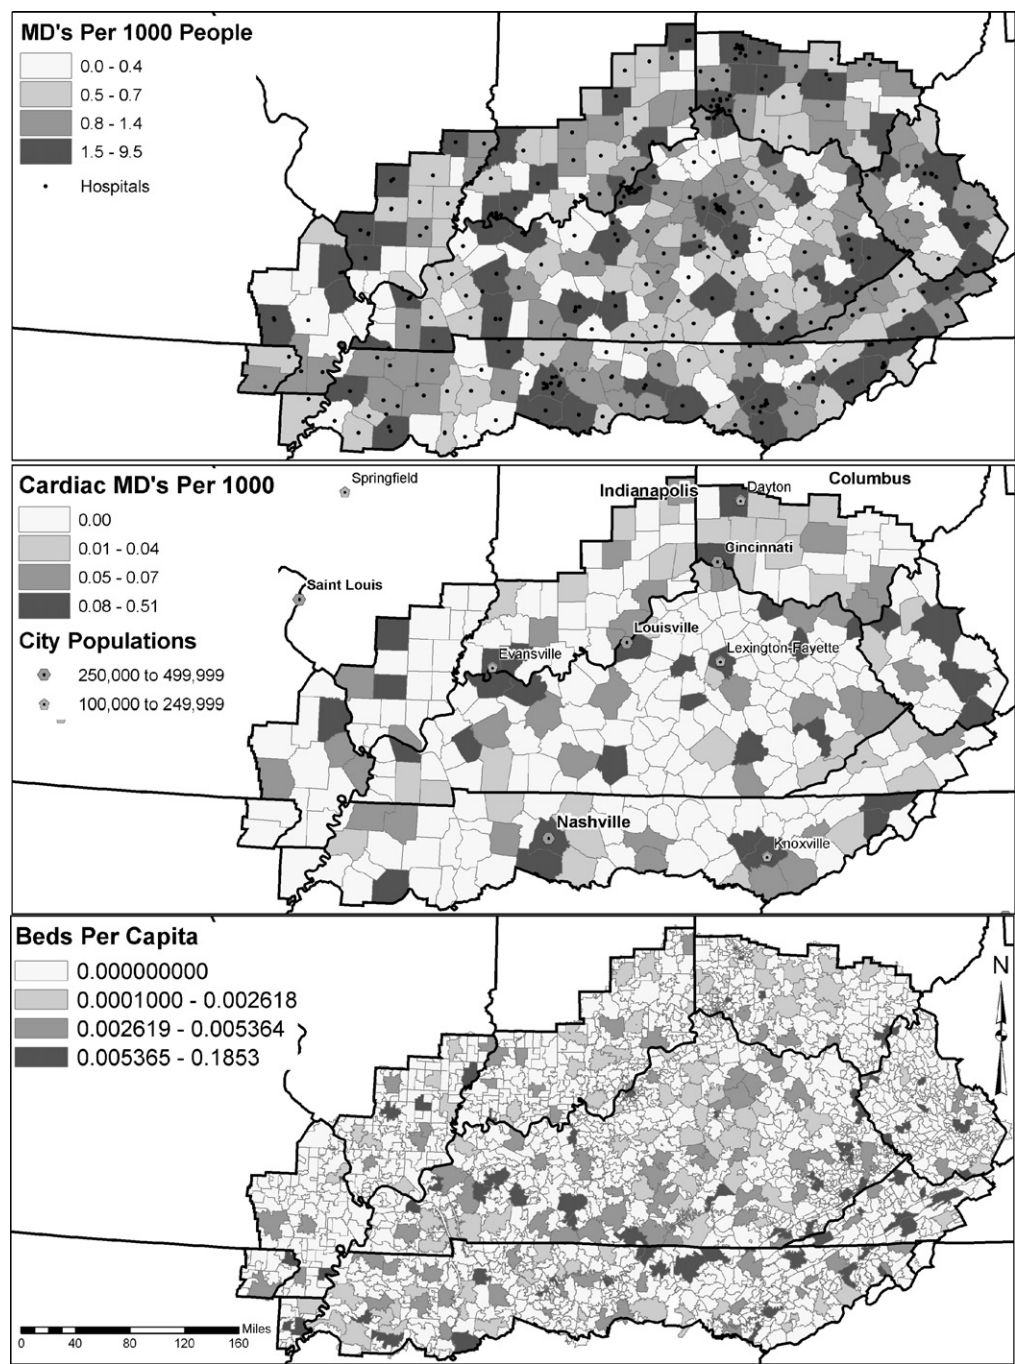 MD's Per 1000 People
0.0 - 0.4
0.5 - 0.7
0.8 - 1.4
1.5 - 9.5
Hospitals
Cardiac MD's Per 1000
0.00
0.01 - 0.04
0.05 - 0.07
0.08 - 0.51
City Populations
250,000 to 499,999
100,000 to 249,999
Springfield
Indianapolis
Dayton
Columbus
Cincinnati
Saint Louis
Louisville
Evansville
Lexington-Fayette
Nashville
Knoxville
Beds Per Capita
0.000000000
0.0001000 - 0.002618
0.002619 - 0.005364
0.005365 - 0.1853
N
Miles
0 20 40 80 120 160